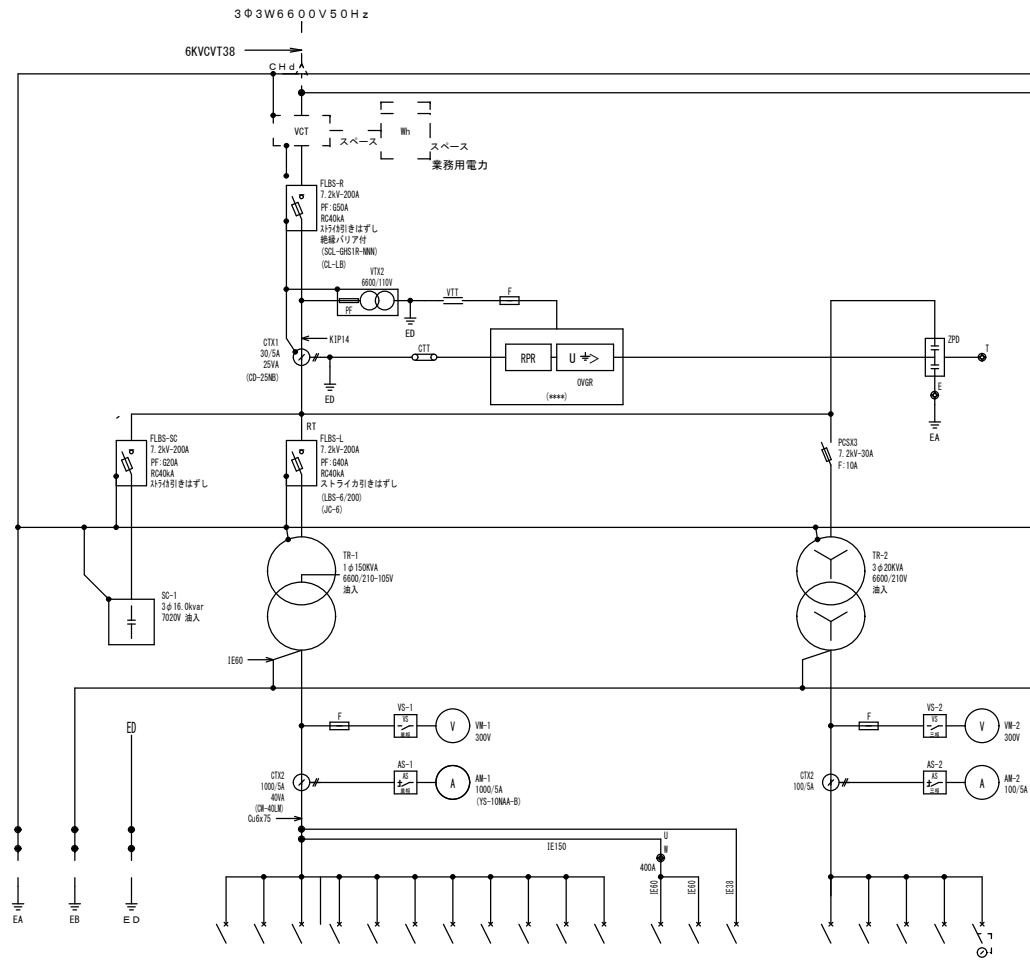 3Φ3W6600V50Hz
6KVCVT38
CHd
VCT
スペース
Wh
スペース
業務用電力
FLBS-R
7.2kV-200A
PF:G50A
RC40kA
ストライカ引きはずし
絶縁バリア付
(SCL-GHS1R-NNN)
(CL-LB)
VTX2
6600/110V
PF
ED
VTT
F
CTX1
30/5A
25VA
(CD-25NB)
KIP14
ED
CTT
RPR
U
OVGR
(****)
ZPD
T
E
EA
RT
FLBS-SC
7.2kV-200A
PF:G20A
RC40kA
ストライカ引きはずし
FLBS-L
7.2kV-200A
PF:G40A
RC40kA
ストライカ引きはずし
(LBS-6/200)
(JC-6)
PCSX3
7.2kV-30A
F:10A
TR-1
1φ150KVA
6600/210-105V
油入
TR-2
3φ20KVA
6600/210V
油入
SC-1
3φ16.0kvar
7020V 油入
IE60
ED
F
VS-1
VS
単相
V
VM-1
300V
F
VS-2
VS
三相
V
VM-2
300V
CTX2
1000/5A
40VA
(CW-40LM)
Cu6x75
AS-1
AS
単相
A
AM-1
1000/5A
(YS-10NAA-B)
CTX2
100/5A
AS-2
AS
三相
A
AM-2
100/5A
IE150
U
W
400A
IE60
IE60
IE38
EA
EB
ED